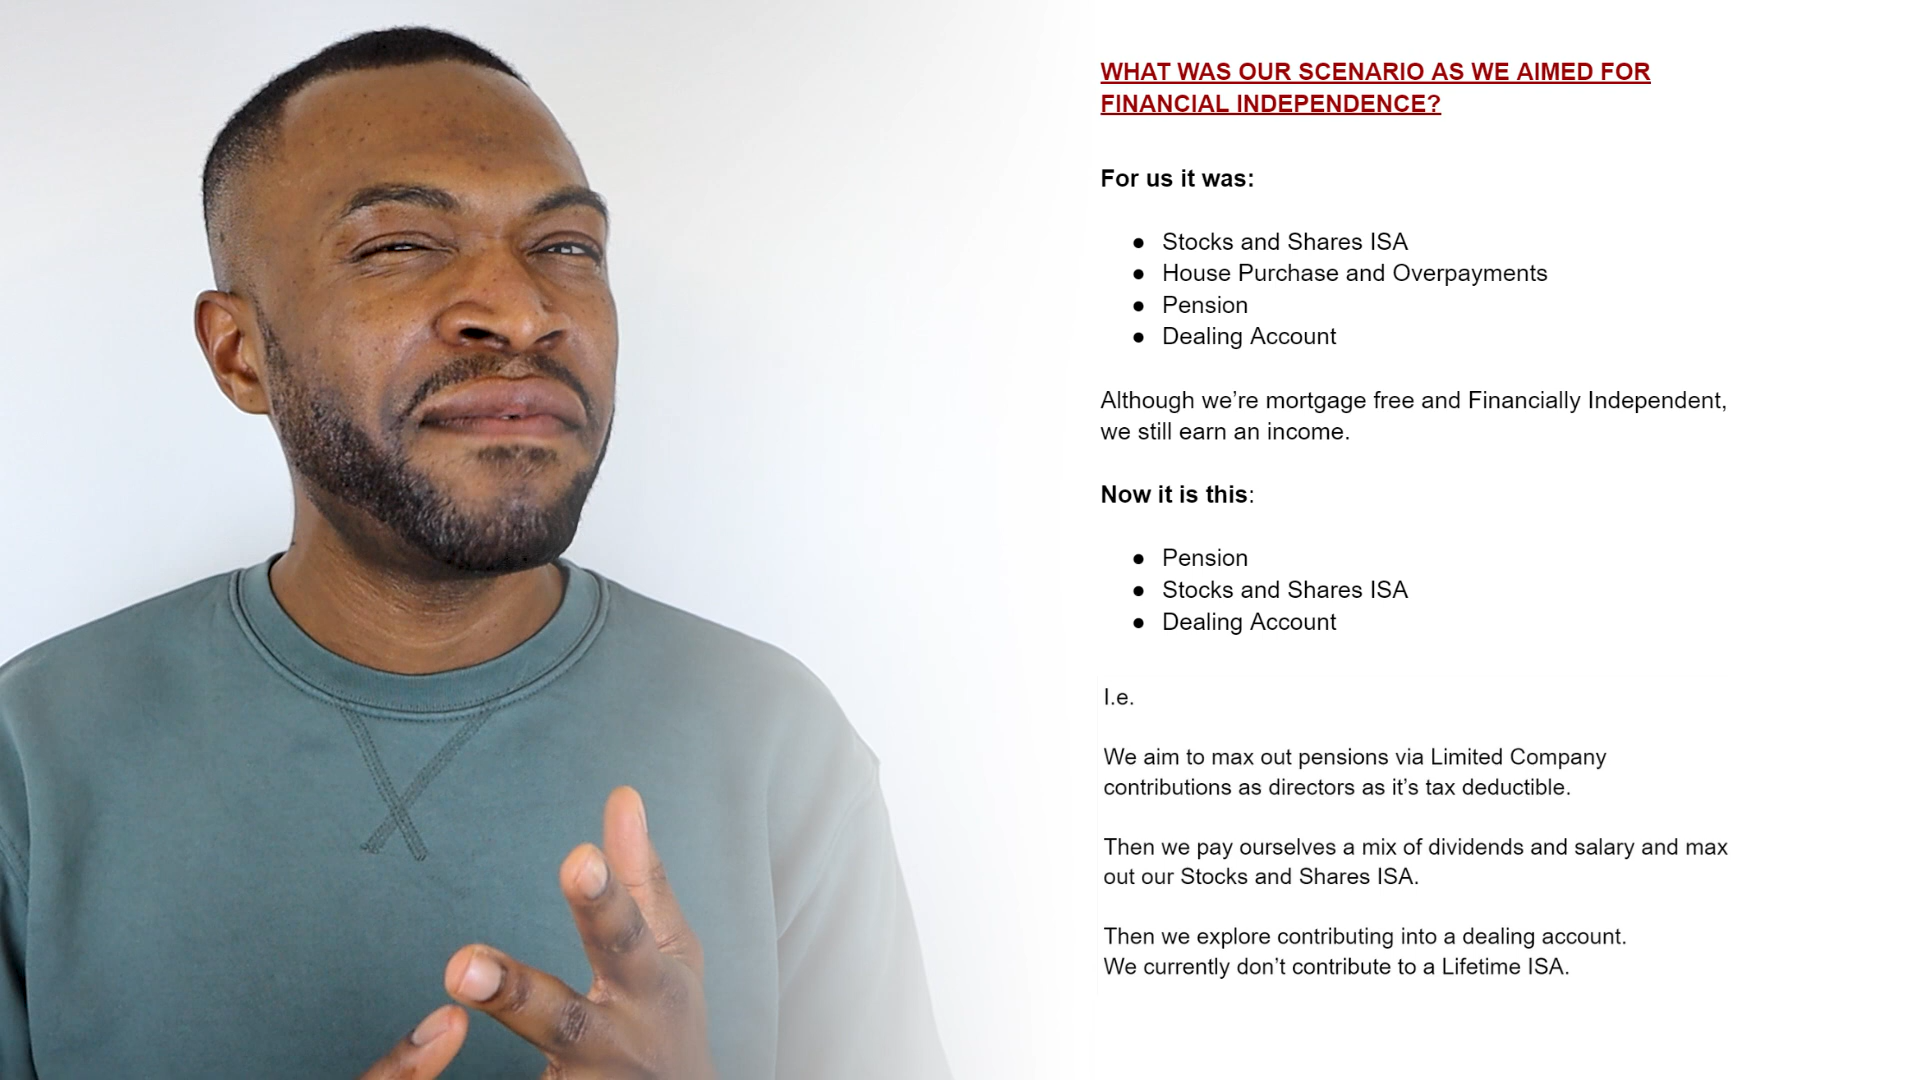 WHAT WAS OUR SCENARIO AS WE AIMED FOR
FINANCIAL INDEPENDENCE?
For us it was:
● Stocks and Shares ISA
● House Purchase and Overpayments
● Pension
● Dealing Account
Although we’re mortgage free and Financially Independent,
we still earn an income.
Now it is this:
● Pension
● Stocks and Shares ISA
● Dealing Account
I.e.
We aim to max out pensions via Limited Company
contributions as directors as it’s tax deductible.
Then we pay ourselves a mix of dividends and salary and max
out our Stocks and Shares ISA.
Then we explore contributing into a dealing account.
We currently don’t contribute to a Lifetime ISA.